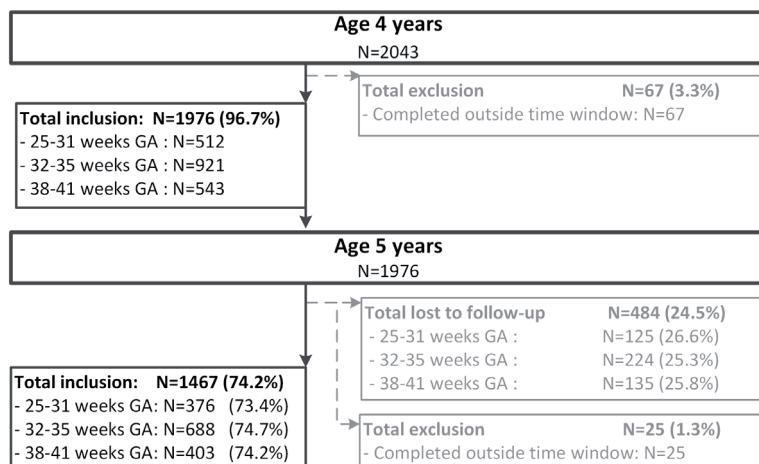 Age 4 years
N=2043
Total exclusion N=67 (3.3%)
- Completed outside time window: N=67
Total inclusion: N=1976 (96.7%)
- 25-31 weeks GA : N=512
- 32-35 weeks GA : N=921
- 38-41 weeks GA : N=543
Age 5 years
N=1976
Total lost to follow-up N=484 (24.5%)
- 25-31 weeks GA : N=125 (26.6%)
- 32-35 weeks GA : N=224 (25.3%)
- 38-41 weeks GA : N=135 (25.8%)
Total inclusion: N=1467 (74.2%)
- 25-31 weeks GA: N=376 (73.4%)
- 32-35 weeks GA: N=688 (74.7%)
- 38-41 weeks GA: N=403 (74.2%)
Total exclusion N=25 (1.3%)
- Completed outside time window: N=25